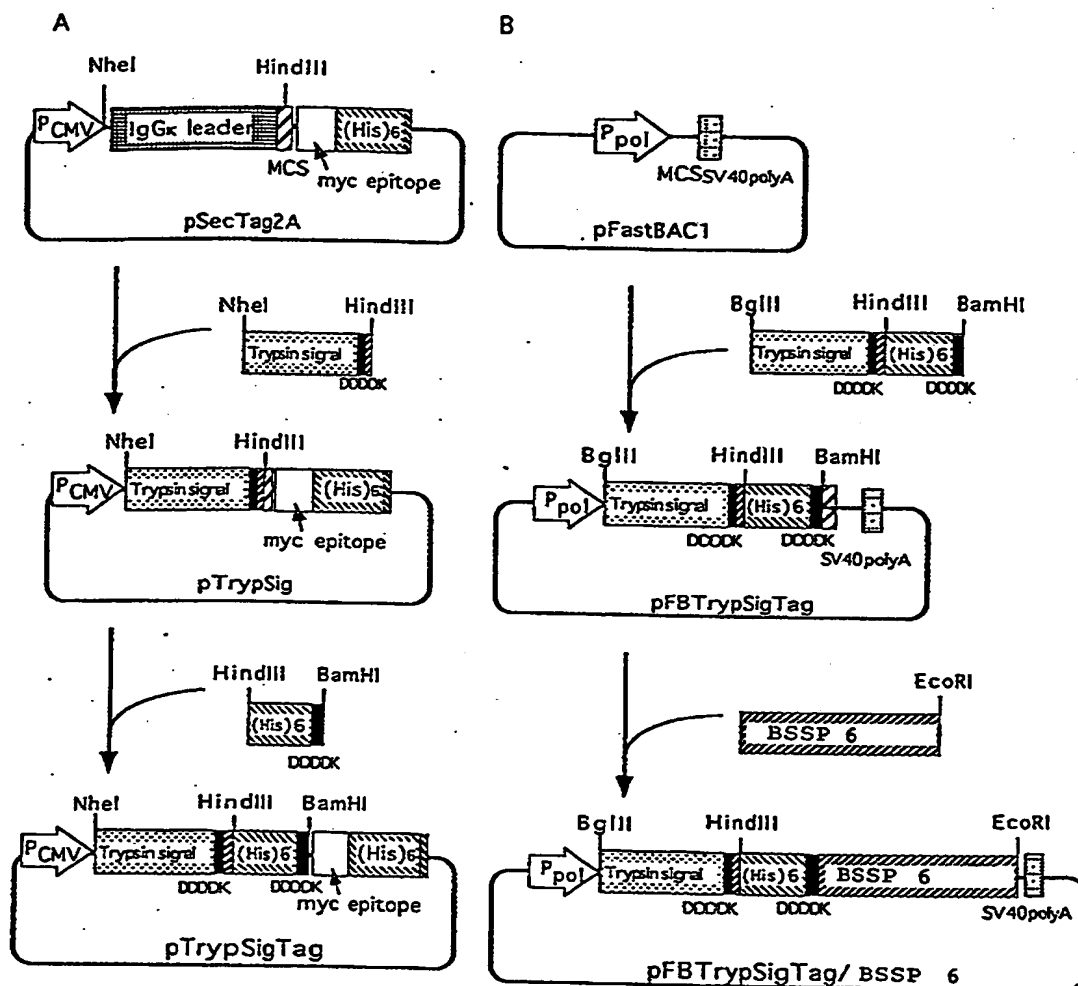 A
NheI HindIII
PCMV IgGκ leader (His)6
MCS myc epitope
pSecTag2A
NheI HindIII
Trypsin signal
DDDDK
NheI HindIII
PCMV Trypsin signal (His)6
myc epitope
pTrypSig
HindIII BamHI
(His)6
DDDDK
NheI HindIII BamHI
PCMV Trypsin signal (His)6 (His)6
DDDDK DDDDK myc epitope
pTrypSigTag
B
Ppol
MCS SV40polyA
pFastBAC1
BglII HindIII BamHI
Trypsin signal (His)6
DDDDK DDDDK
BglII HindIII BamHI
Ppol Trypsin signal (His)6
DDDDK DDDDK SV40polyA
pFBTrypSigTag
EcoRI
BSSP 6
BglII HindIII EcoRI
Ppol Trypsin signal (His)6 BSSP 6
DDDDK DDDDK SV40polyA
pFBTrypSigTag/BSSP 6